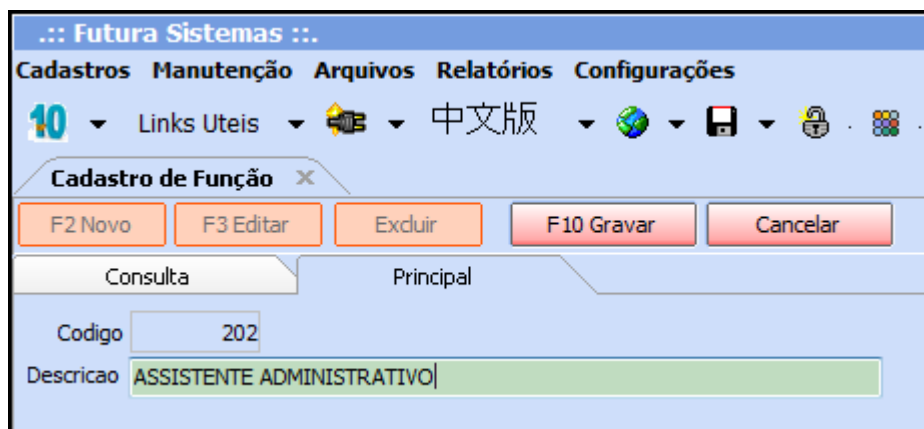 .:: Futura Sistemas ::.
Cadastros Manutenção Arquivos Relatórios Configurações
10 Links Uteis 中文版
Cadastro de Função
F2 Novo F3 Editar Excluir F10 Gravar Cancelar
Consulta Principal
Codigo 202
Descricao ASSISTENTE ADMINISTRATIVO